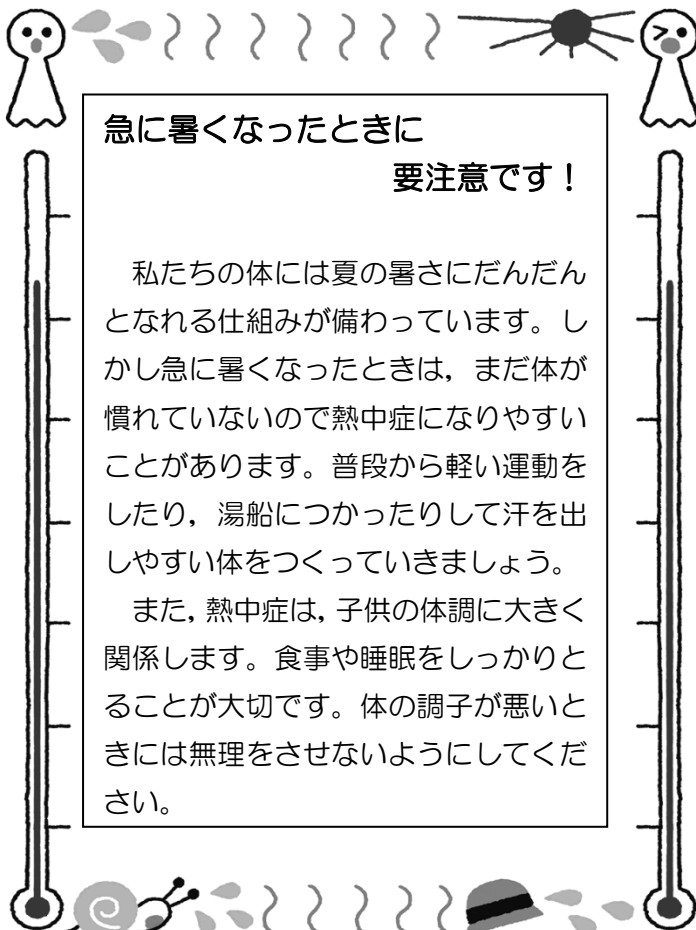 急に暑くなったときに
要注意です！
私たちの体には夏の暑さにだんだん
となれる仕組みが備わっています。し
かし急に暑くなったときは，まだ体が
慣れていないので熱中症になりやすい
ことがあります。普段から軽い運動を
したり，湯船につかったりして汗を出
しやすい体をつくっていきましょう。
また，熱中症は，子供の体調に大きく
関係します。食事や睡眠をしっかりと
ることが大切です。体の調子が悪いと
きには無理をさせないようにしてくだ
さい。